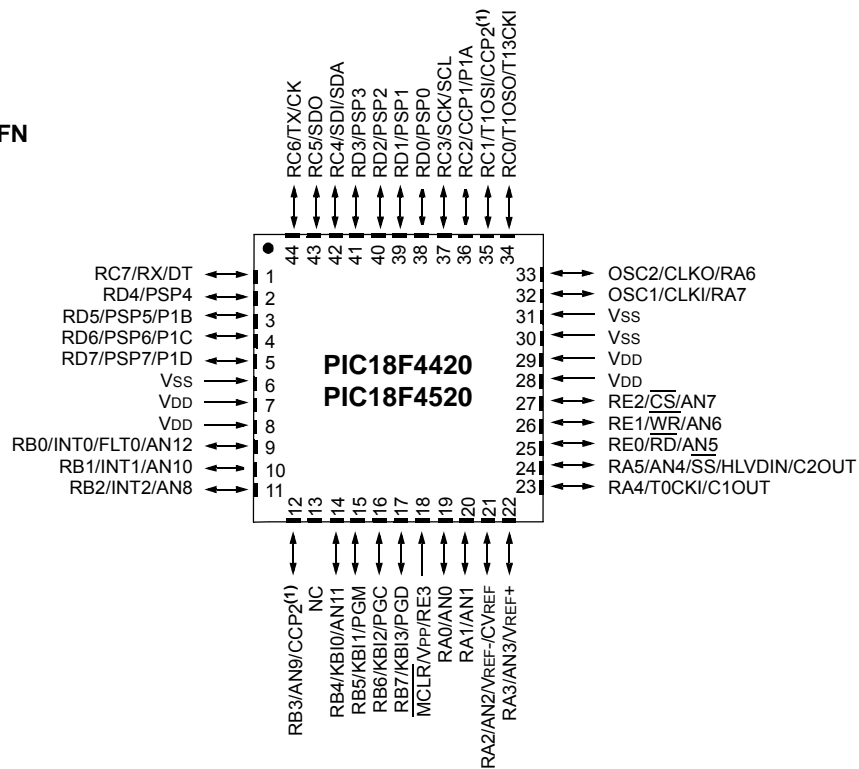 FN
RC6/TX/CK
RC5/SDO
RC4/SDI/SDA
RD3/PSP3
RD2/PSP2
RD1/PSP1
RD0/PSP0
RC3/SCK/SCL
RC2/CCP1/P1A
RC1/T1OSI/CCP2(1)
RC0/T1OSO/T13CKI
44
43
42
41
40
39
38
37
36
35
34
RC7/RX/DT 1
RD4/PSP4 2
RD5/PSP5/P1B 3
RD6/PSP6/P1C 4
RD7/PSP7/P1D 5
VSS 6
VDD 7
VDD 8
RB0/INT0/FLT0/AN12 9
RB1/INT1/AN10 10
RB2/INT2/AN8 11
PIC18F4420
PIC18F4520
33 OSC2/CLKO/RA6
32 OSC1/CLKI/RA7
31 VSS
30 VSS
29 VDD
28 VDD
27 RE2/CS/AN7
26 RE1/WR/AN6
25 RE0/RD/AN5
24 RA5/AN4/SS/HLVDIN/C2OUT
23 RA4/T0CKI/C1OUT
12
13
14
15
16
17
18
19
20
21
22
RB3/AN9/CCP2(1)
NC
RB4/KBI0/AN11
RB5/KBI1/PGM
RB6/KBI2/PGC
RB7/KBI3/PGD
MCLR/VPP/RE3
RA0/AN0
RA1/AN1
RA2/AN2/VREF-/CVREF
RA3/AN3/VREF+